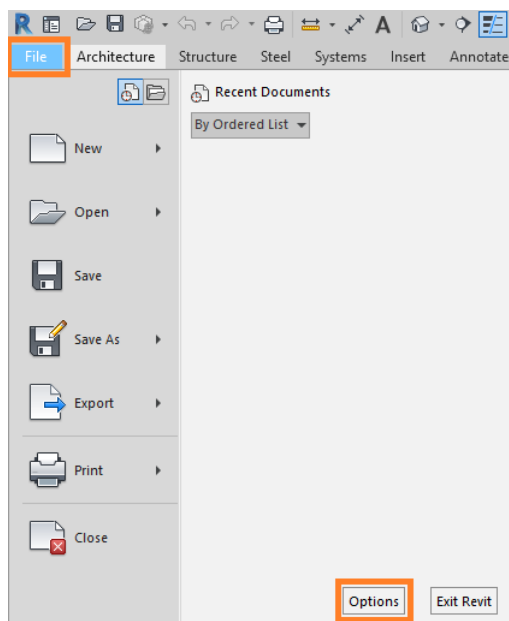 R
A
File Architecture Structure Steel Systems Insert Annotate
Recent Documents
By Ordered List
New
Open
Save
Save As
Export
Print
Close
Options Exit Revit